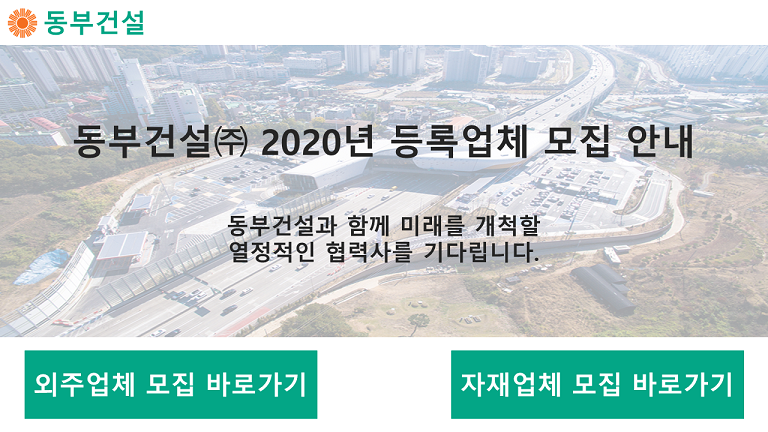 동부건설
동부건설㈜ 2020년 등록업체 모집 안내
동부건설과 함께 미래를 개척할
열정적인 협력사를 기다립니다.
외주업체 모집 바로가기
자재업체 모집 바로가기